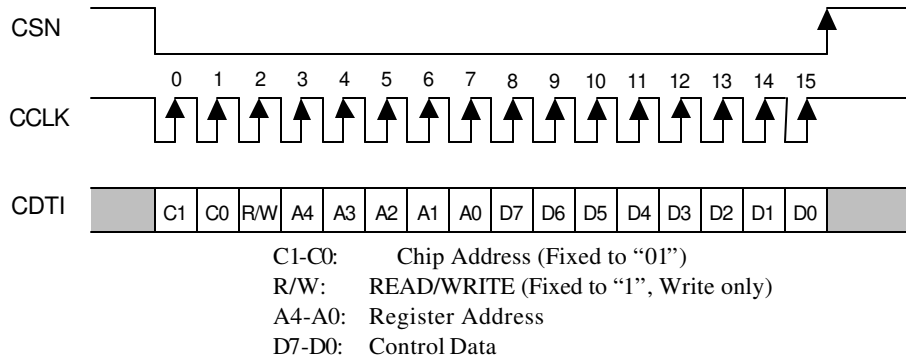 CSN
0 1 2 3 4 5 6 7 8 9 10 11 12 13 14 15
CCLK
CDTI C1 C0 R/W A4 A3 A2 A1 A0 D7 D6 D5 D4 D3 D2 D1 D0
C1-C0: Chip Address (Fixed to “01”)
R/W: READ/WRITE (Fixed to “1”, Write only)
A4-A0: Register Address
D7-D0: Control Data